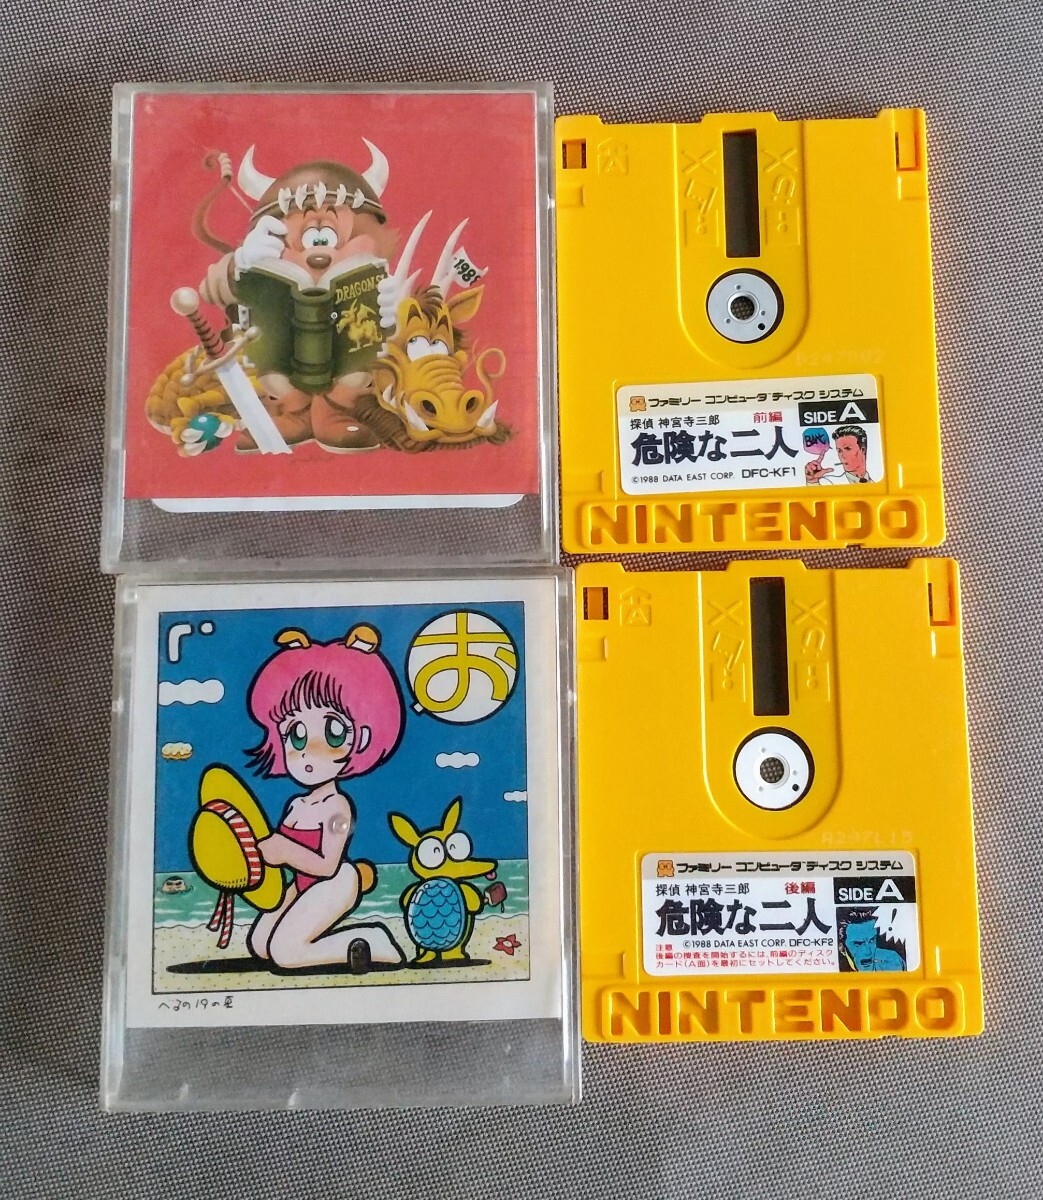 DRAGONS
198
ファミリー コンピュータ ディスク システム
探偵 神宮寺三郎 前編
SIDE A
危険な二人
BANG
©1988 DATA EAST CORP. DFC-KF1
NINTENDO
お
へるの19の夏
ファミリー コンピュータ ディスク システム
探偵 神宮寺三郎 後編
SIDE A
危険な二人
!
©1988 DATA EAST CORP. DFC-KF2
注意
後編の捜査を開始するには、前編のディスク
カード(A面)を最初にセットしてください。
NINTENDO